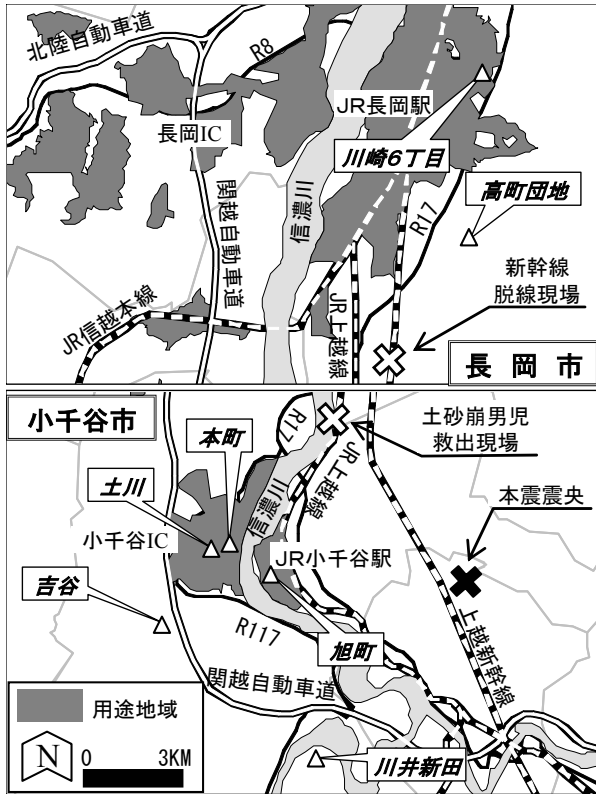 北陸自動車道
R8
JR長岡駅
長岡IC
川崎6丁目
関越自動車道
信濃川
高町団地
R17
新幹線
脱線現場
JR信越本線
JR上越線
長岡市
小千谷市
R17
土砂崩男児
救出現場
本町
JR上越線
土川
信濃川
本震震央
小千谷IC
JR小千谷駅
吉谷
R117
旭町
上越新幹線
関越自動車道
用途地域
N
0 3KM
川井新田